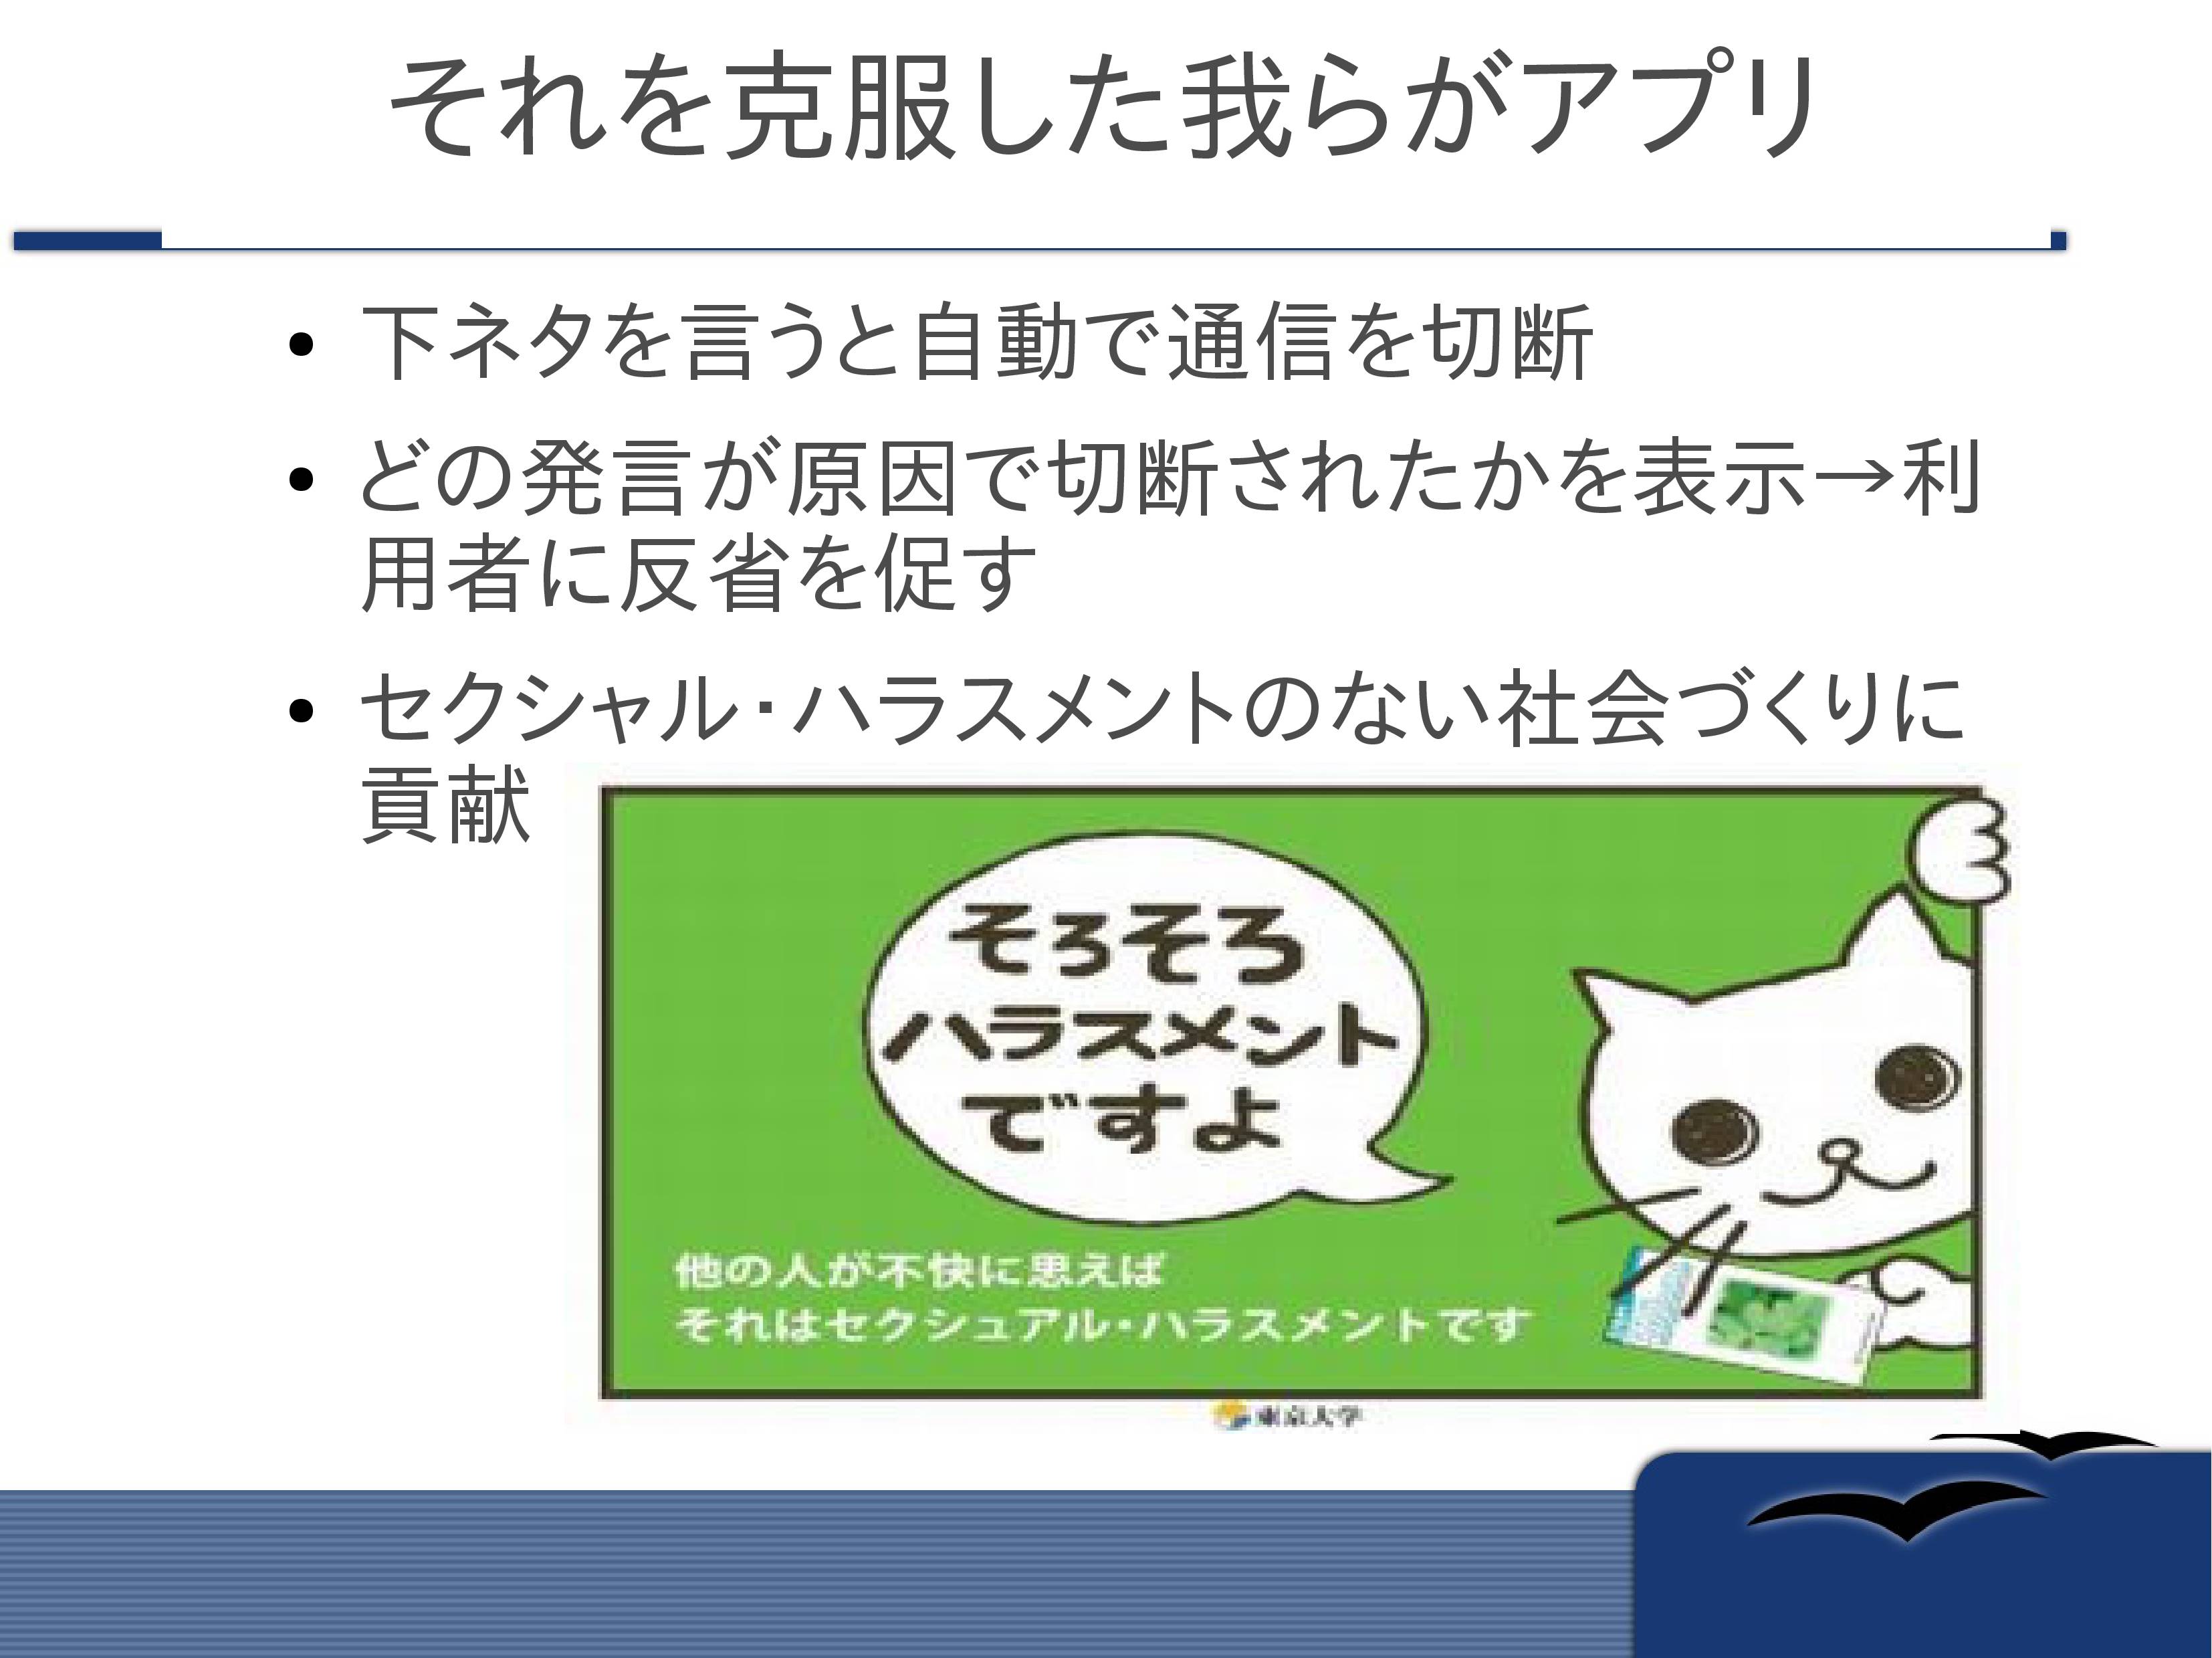 それを克服した我らがアプリ
• 下ネタを言うと自動で通信を切断
• どの発言が原因で切断されたかを表示→利
用者に反省を促す
• セクシャル・ハラスメントのない社会づくりに
貢献
そろそろ
ハラスメント
ですよ
他の人が不快に思えば
それはセクシュアル・ハラスメントです
東京大学